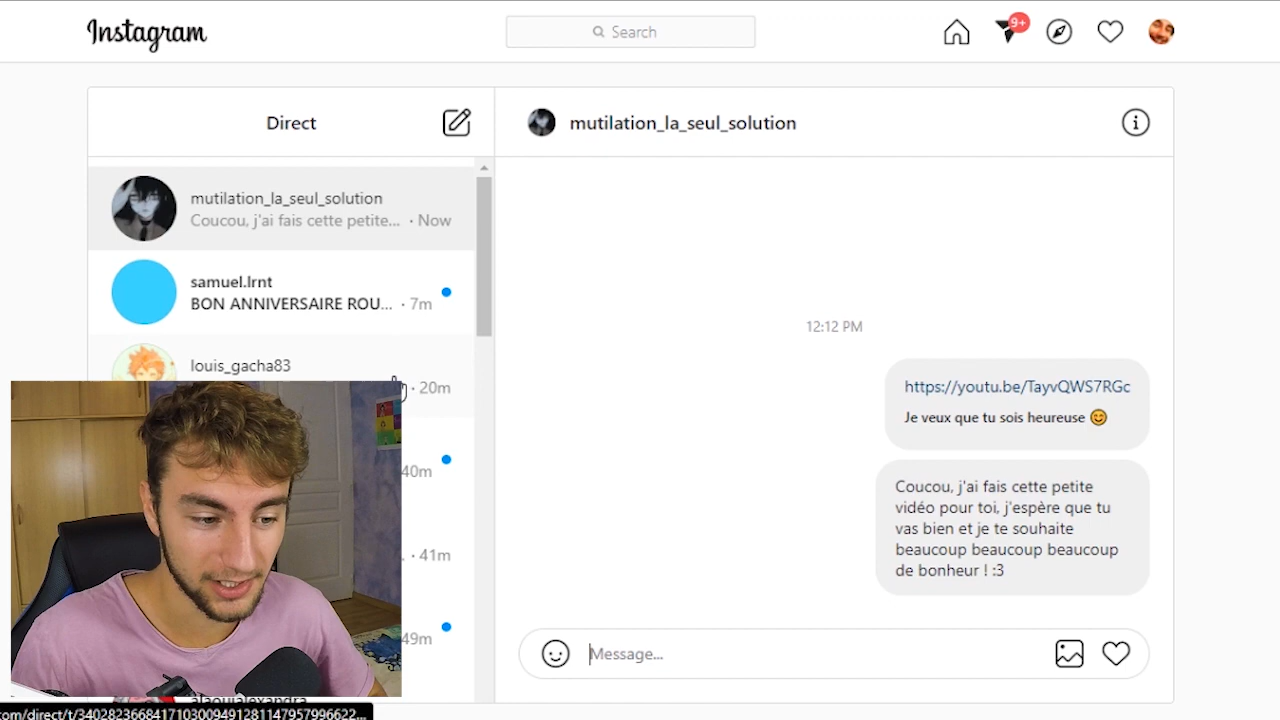 Instagram
Search
9+
Direct
mutilation_la_seul_solution
mutilation_la_seul_solution
Coucou, j'ai fais cette petite... · Now
samuel.lrnt
BON ANNIVERSAIRE ROU... · 7m
louis_gacha83
· 20m
40m
. · 41m
49m
alaouialexandra
12:12 PM
https://youtu.be/TayvQWS7RGc
Je veux que tu sois heureuse 😊
Coucou, j'ai fais cette petite
vidéo pour toi, j'espère que tu
vas bien et je te souhaite
beaucoup beaucoup beaucoup
de bonheur ! :3
Message...